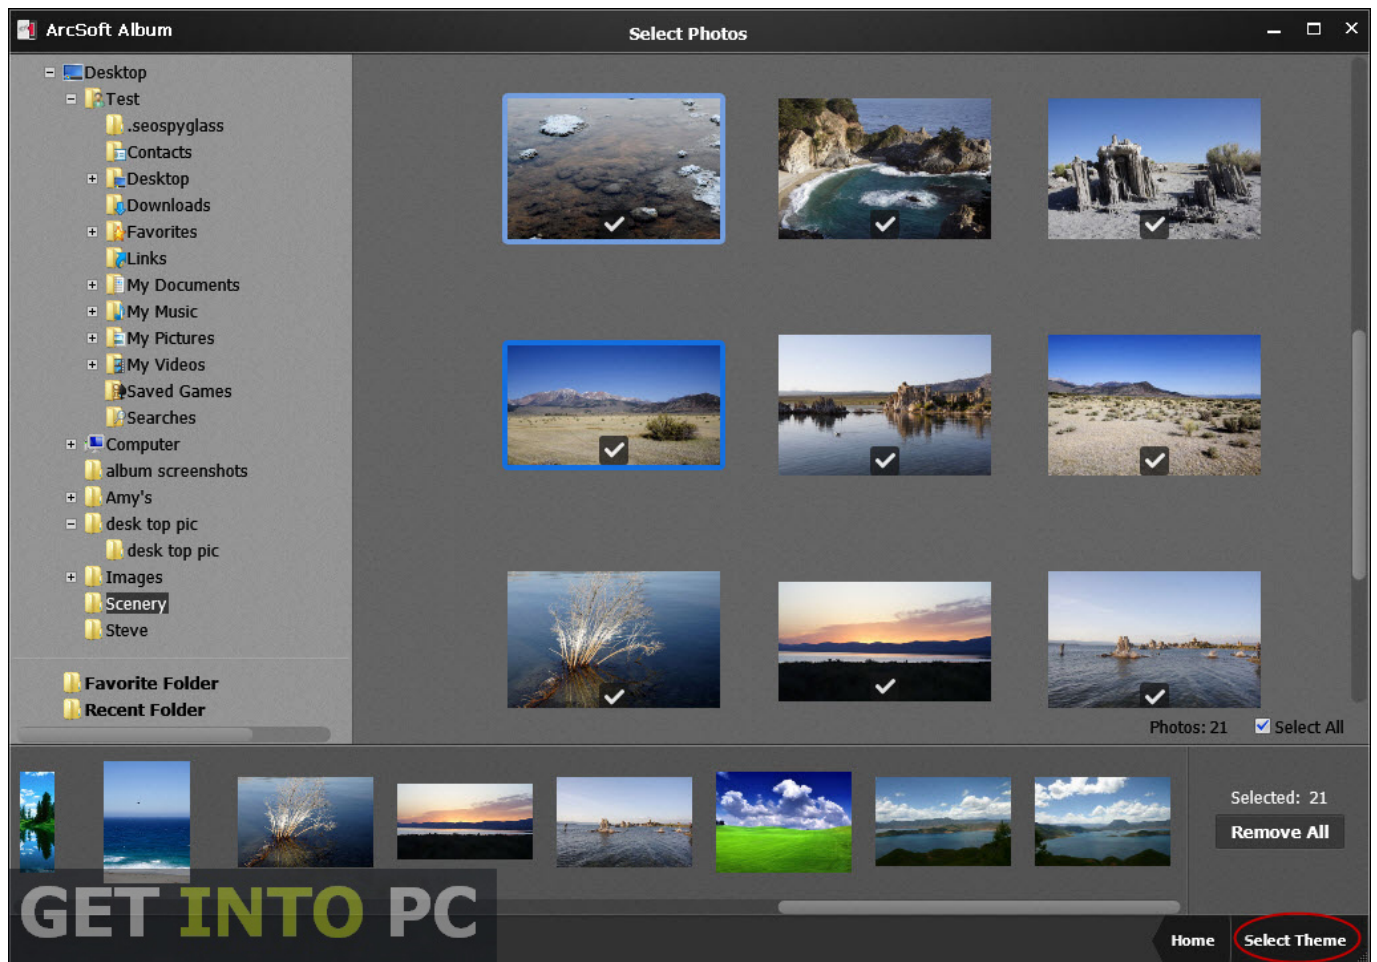 ArcSoft Album
Select Photos
Desktop
Test
.seospyglass
Contacts
Desktop
Downloads
Favorites
Links
My Documents
My Music
My Pictures
My Videos
Saved Games
Searches
Computer
album screenshots
Amy's
desk top pic
desk top pic
Images
Scenery
Steve
Favorite Folder
Recent Folder
Photos: 21
Select All
Selected: 21
Remove All
GET INTO PC
Home
Select Theme